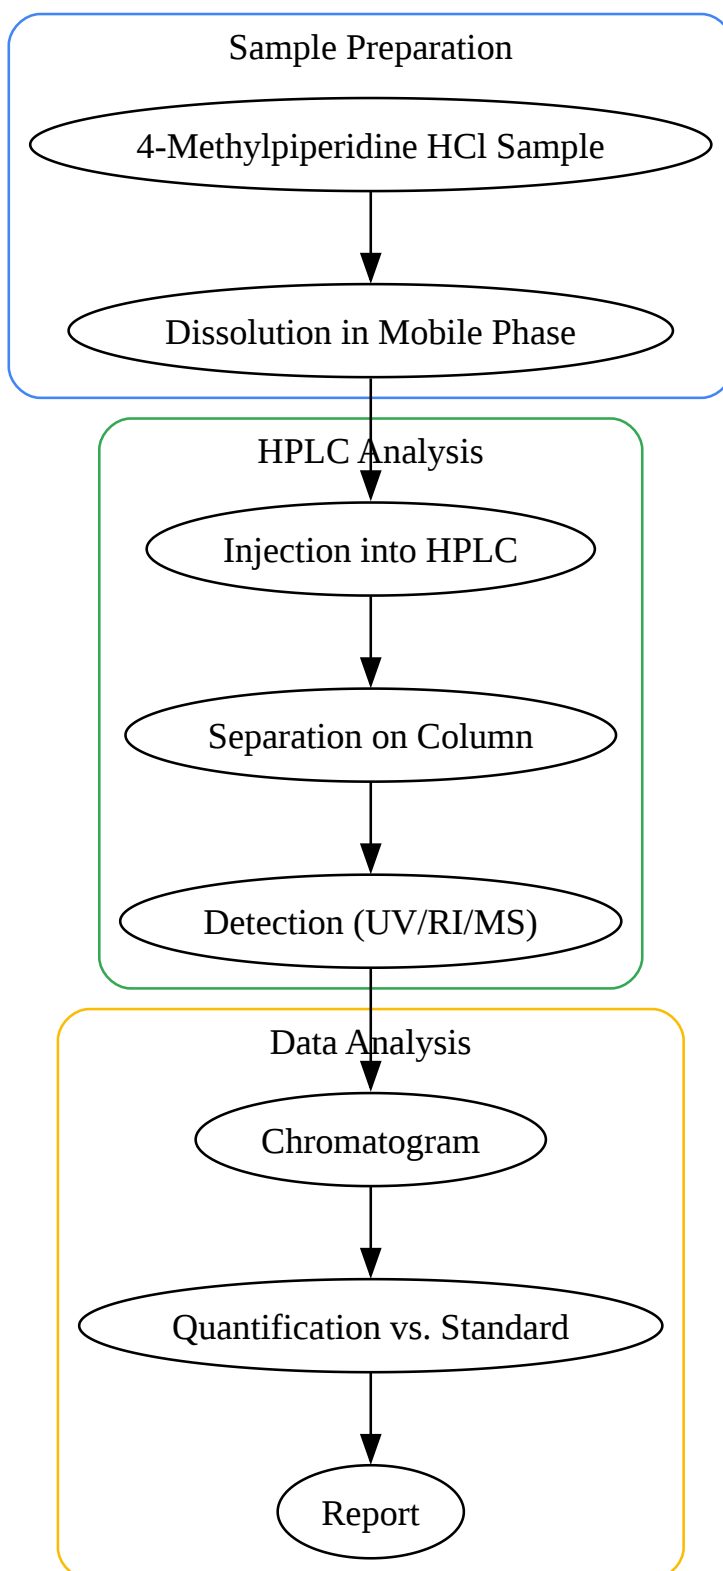 Sample Preparation
4-Methylpiperidine HCl Sample
Dissolution in Mobile Phase
HPLC Analysis
Injection into HPLC
Separation on Column
Detection (UV/RI/MS)
Data Analysis
Chromatogram
Quantification vs. Standard
Report